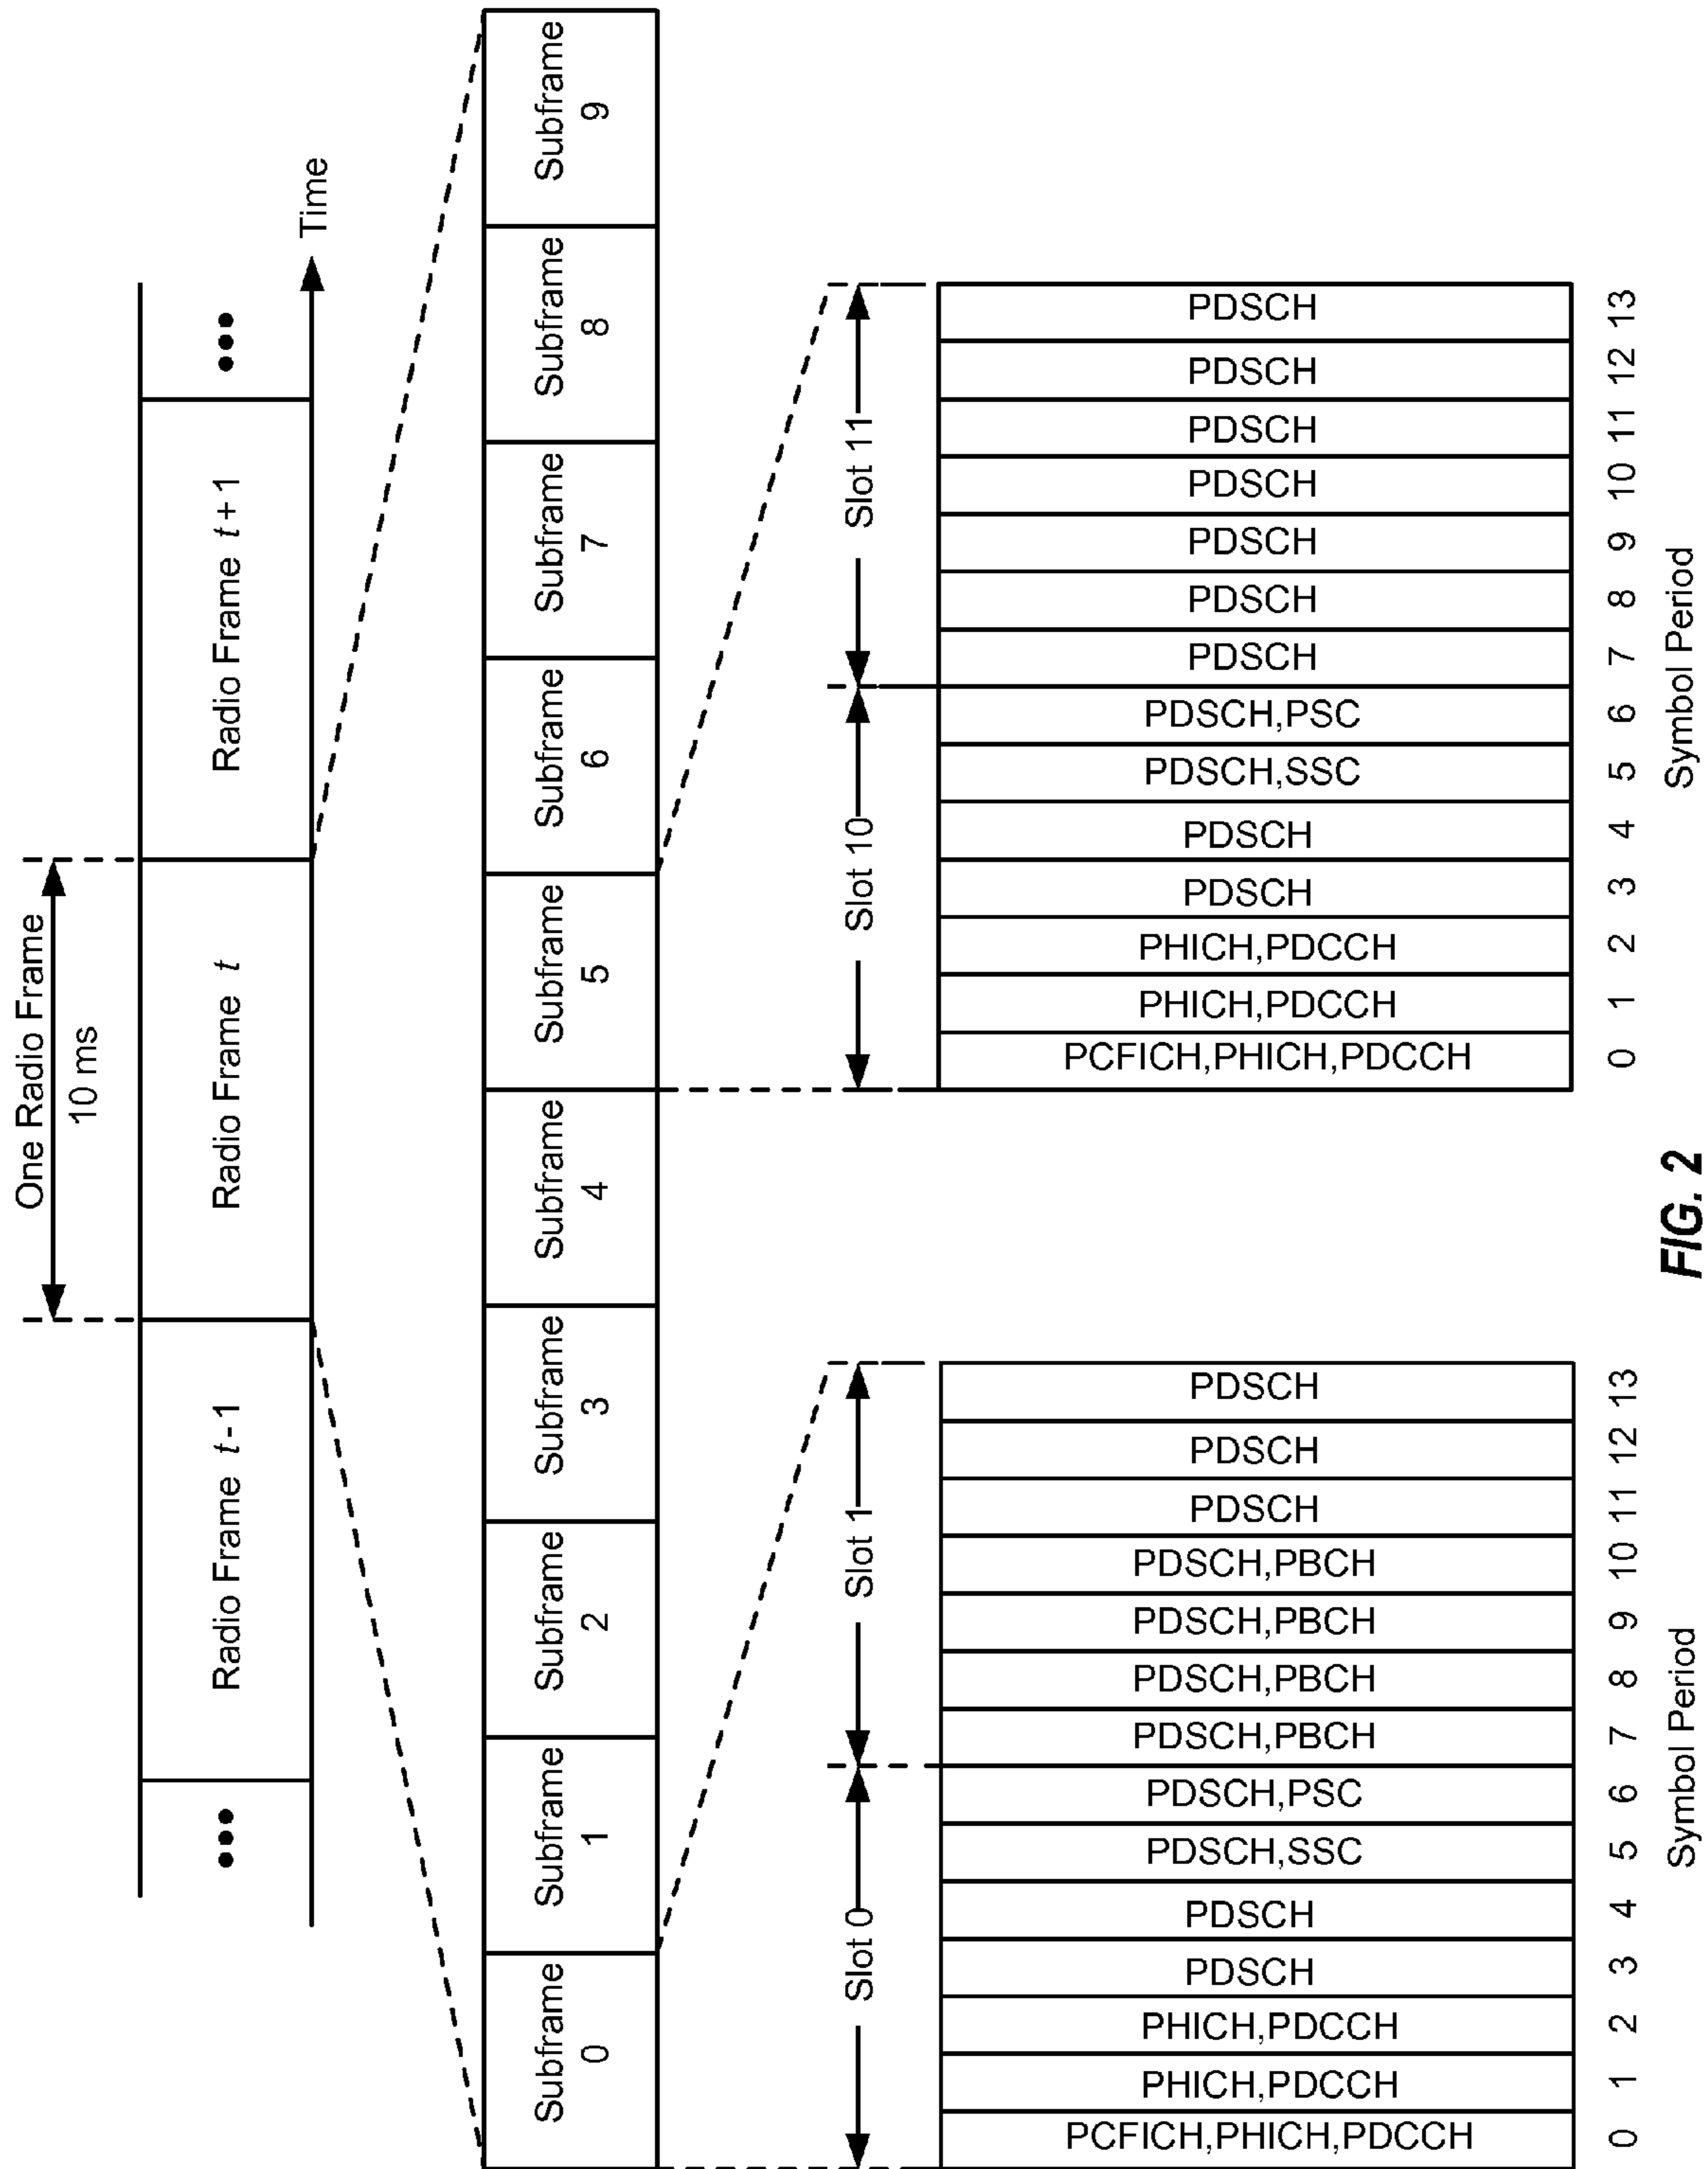 One Radio Frame
10 ms
Radio Frame t-1
Radio Frame t
Radio Frame t+1
Time
Subframe
0
Subframe
1
Subframe
2
Subframe
3
Subframe
4
Subframe
5
Subframe
6
Subframe
7
Subframe
8
Subframe
9
Slot 0
Slot 1
PCFICH,PHICH,PDCCH
PHICH,PDCCH
PHICH,PDCCH
PDSCH
PDSCH
PDSCH,SSC
PDSCH,PSC
PDSCH,PBCH
PDSCH,PBCH
PDSCH,PBCH
PDSCH,PBCH
PDSCH
PDSCH
PDSCH
0 1 2 3 4 5 6 7 8 9 10 11 12 13
Symbol Period
Slot 10
Slot 11
PCFICH,PHICH,PDCCH
PHICH,PDCCH
PHICH,PDCCH
PDSCH
PDSCH
PDSCH,SSC
PDSCH,PSC
PDSCH
PDSCH
PDSCH
PDSCH
PDSCH
PDSCH
PDSCH
0 1 2 3 4 5 6 7 8 9 10 11 12 13
Symbol Period
FIG. 2